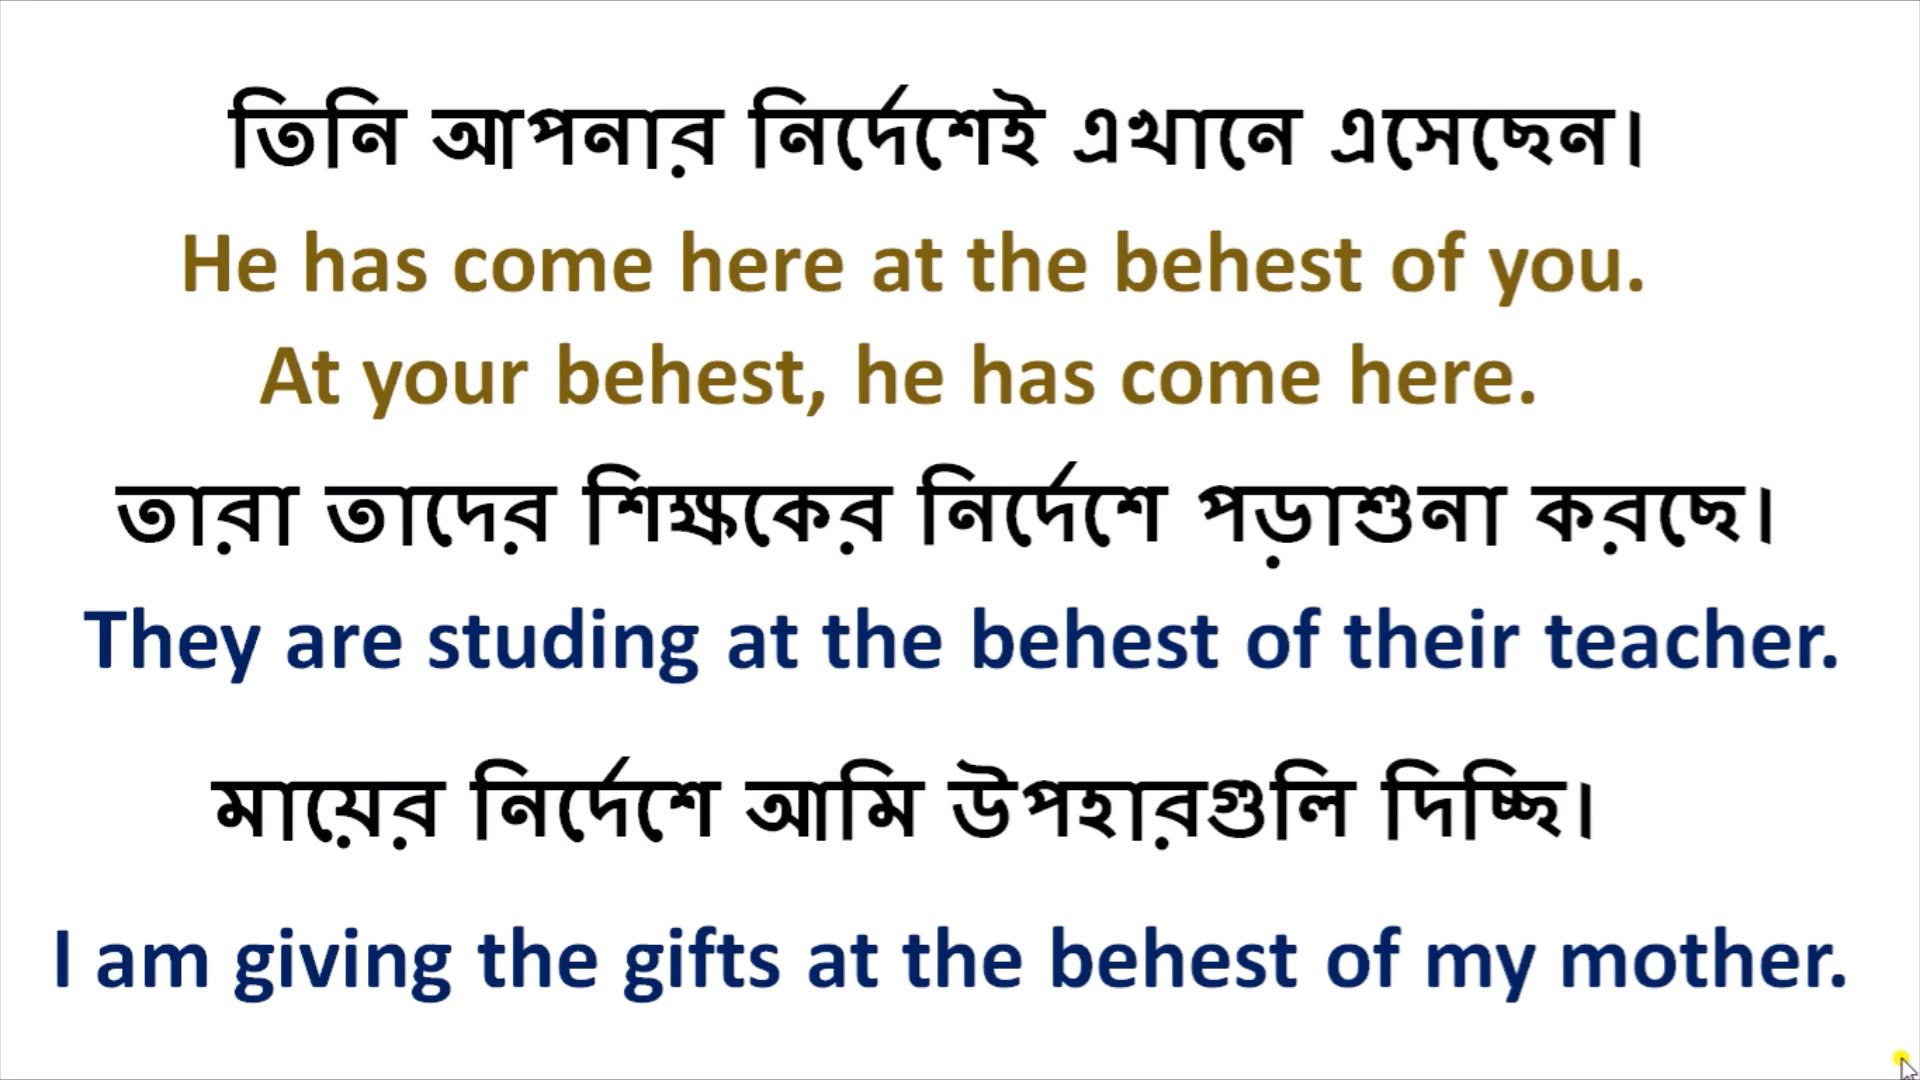 তিনি আপনার নির্দেশেই এখানে এসেছেন।
He has come here at the behest of you.
At your behest, he has come here.
তারা তাদের শিক্ষকের নির্দেশে পড়াশুনা করছে।
They are studing at the behest of their teacher.
মায়ের নির্দেশে আমি উপহারগুলি দিচ্ছি।
I am giving the gifts at the behest of my mother.